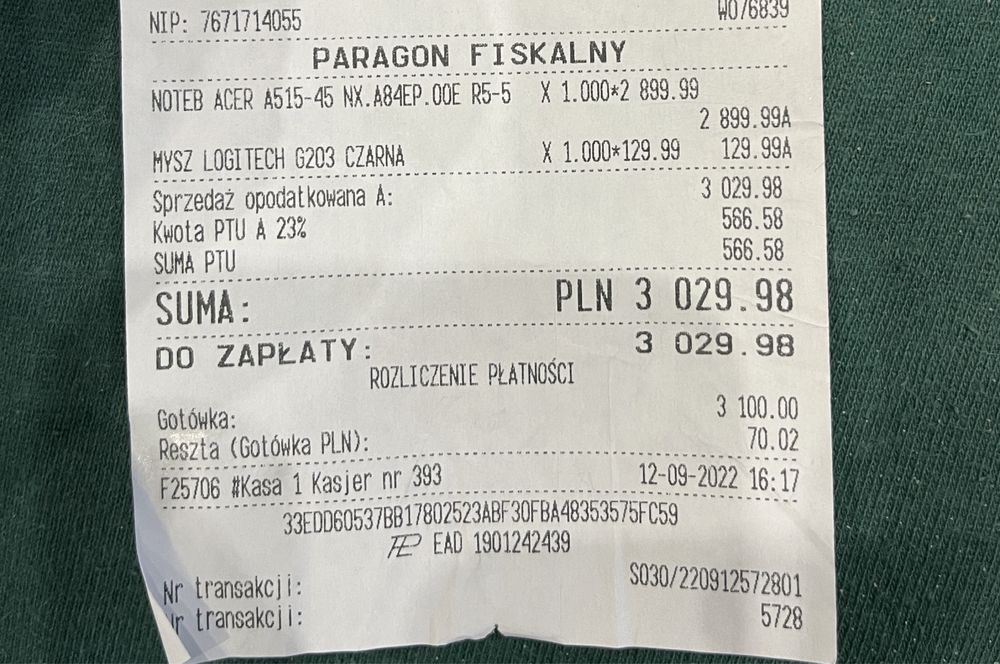 NIP: 7671714055 W076839
PARAGON FISKALNY
NOTEB ACER A515-45 NX.A84EP.00E R5-5 X 1.000*2 899.99
2 899.99A
MYSZ LOGITECH G203 CZARNA X 1.000*129.99 129.99A
Sprzedaż opodatkowana A: 3 029.98
Kwota PTU A 23% 566.58
SUMA PTU 566.58
SUMA: PLN 3 029.98
DO ZAPŁATY: 3 029.98
ROZLICZENIE PŁATNOŚCI
Gotówka: 3 100.00
Reszta (Gotówka PLN): 70.02
F25706 #Kasa 1 Kasjer nr 393 12-09-2022 16:17
33EDD60537BB17802523ABF30FBA48353575FC59
EAD 1901242439
Nr transakcji: S030/220912572801
Nr transakcji: 5728